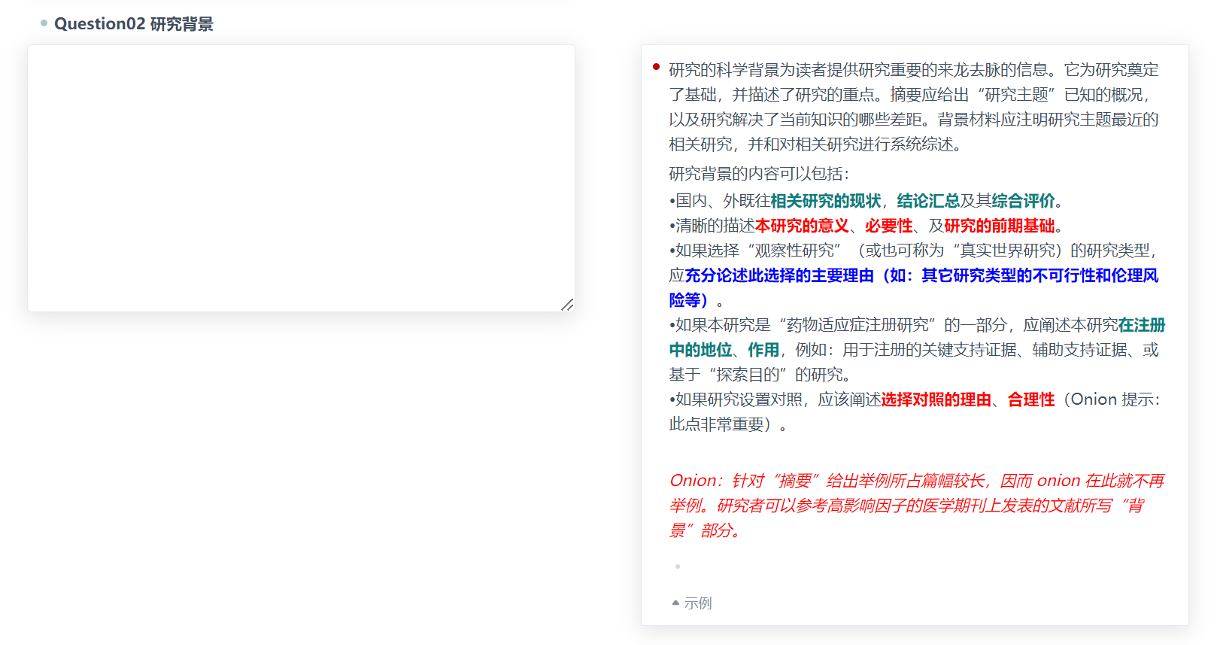 Question02 研究背景
研究的科学背景为读者提供研究重要的来龙去脉的信息。它为研究奠定
了基础，并描述了研究的重点。摘要应给出“研究主题”已知的概况，
以及研究解决了当前知识的哪些差距。背景材料应注明研究主题最近的
相关研究，并和对相关研究进行系统综述。
研究背景的内容可以包括：
•国内、外既往相关研究的现状，结论汇总及其综合评价。
•清晰的描述本研究的意义、必要性、及研究的前期基础。
•如果选择“观察性研究”（或也可称为“真实世界研究）的研究类型，
应充分论述此选择的主要理由（如：其它研究类型的不可行性和伦理风
险等）。
•如果本研究是“药物适应症注册研究”的一部分，应阐述本研究在注册
中的地位、作用，例如：用于注册的关键支持证据、辅助支持证据、或
基于“探索目的”的研究。
•如果研究设置对照，应该阐述选择对照的理由、合理性（Onion 提示：
此点非常重要）。
Onion：针对“摘要”给出举例所占篇幅较长，因而 onion 在此就不再
举例。研究者可以参考高影响因子的医学期刊上发表的文献所写“背
景”部分。
示例